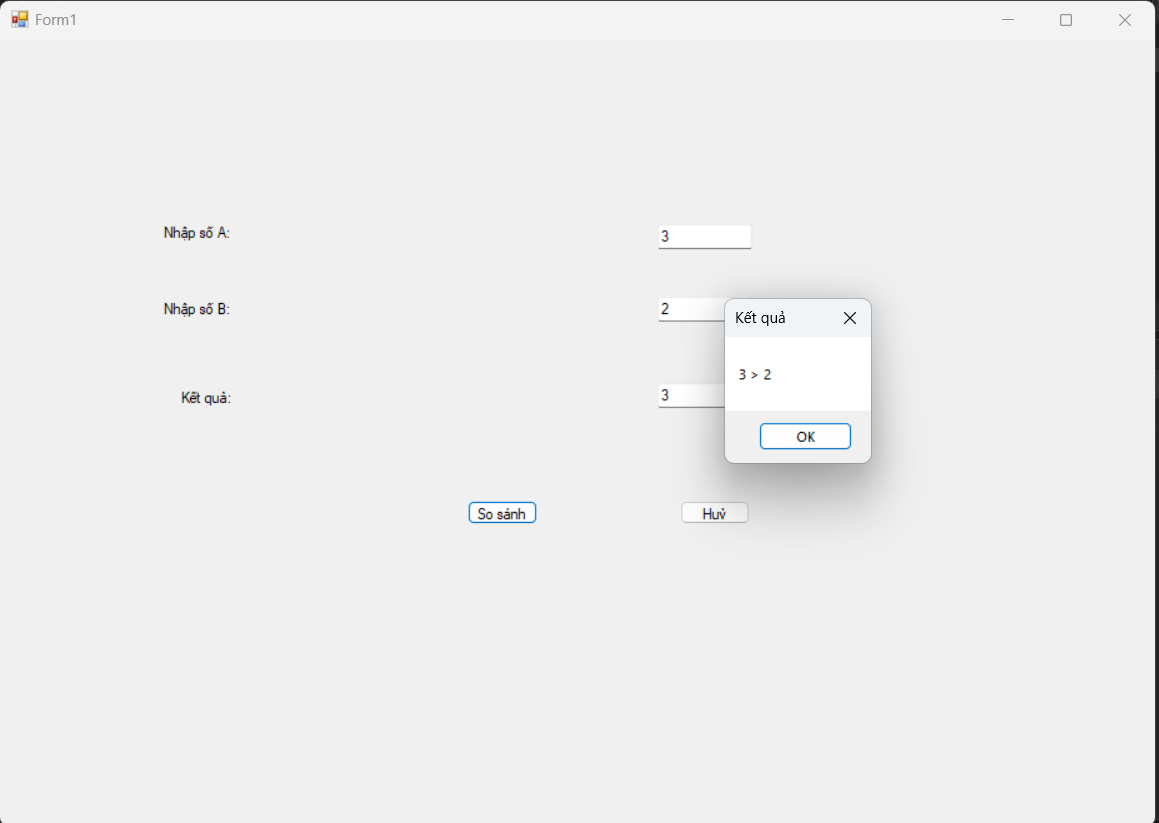 Form1
Nhập số A:
3
Nhập số B:
2
Kết quả
3 > 2
OK
Kết quả:
3
So sánh
Huỷ